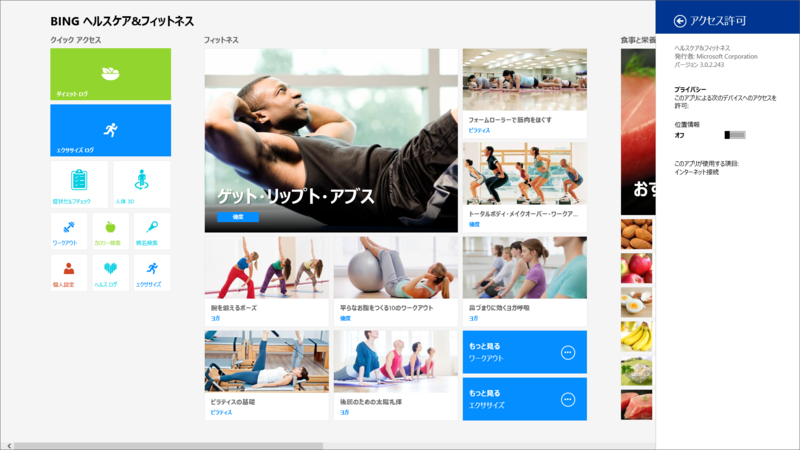 BING ヘルスケア&フィットネス
クイック アクセス
ダイエット ログ
エクササイズ ログ
症状セルフチェック
人体 3D
ワークアウト
カロリー検索
病名検索
個人設定
ヘルス ログ
エクササイズ
フィットネス
ゲット・リップト・アブス
強度
フォームローラーで筋肉をほぐす
ピラティス
トータルボディ・メイクオーバー・ワークア...
強度
腕を鍛えるポーズ
ヨガ
平らなお腹をつくる10のワークアウト
強度
鼻づまりに効くヨガ呼吸
ヨガ
ピラティスの基礎
ピラティス
後屈のための太陽礼拝
ヨガ
もっと見る
ワークアウト
もっと見る
エクササイズ
食事と栄養
おす
アクセス許可
ヘルスケア&フィットネス
発行者: Microsoft Corporation
バージョン 3.0.2.243
プライバシー
このアプリによる次のデバイスへのアクセスを
許可:
位置情報
オフ
このアプリが使用する項目:
インターネット接続